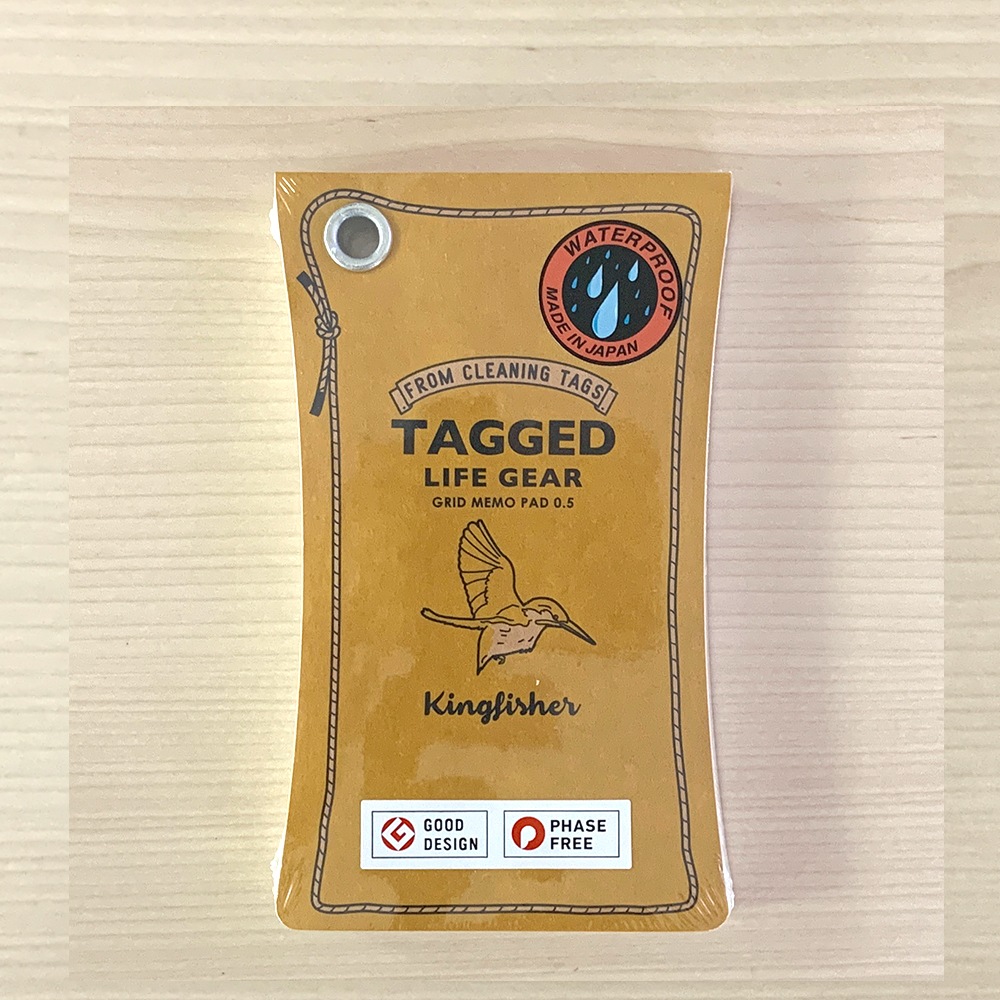 WATERPROOF
MADE IN JAPAN
FROM CLEANING TAGS
TAGGED
LIFE GEAR
GRID MEMO PAD 0.5
Kingfisher
GOOD
DESIGN
PHASE
FREE